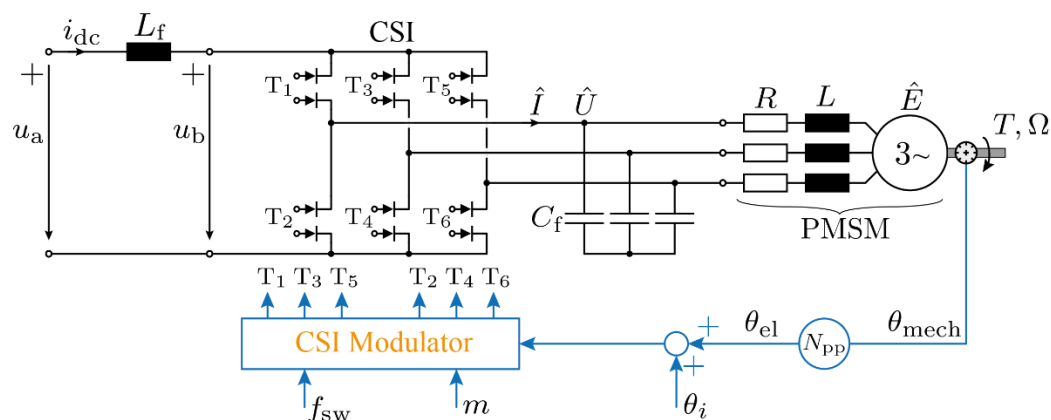 i_dc L_f CSI
T_1 T_3 T_5 Î Û R L Ê T, Ω
+ +
u_a u_b 3~
T_2 T_4 T_6 C_f PMSM
T_1 T_3 T_5 T_2 T_4 T_6
CSI Modulator + θ_el N_pp θ_mech
+
f_sw m θ_i